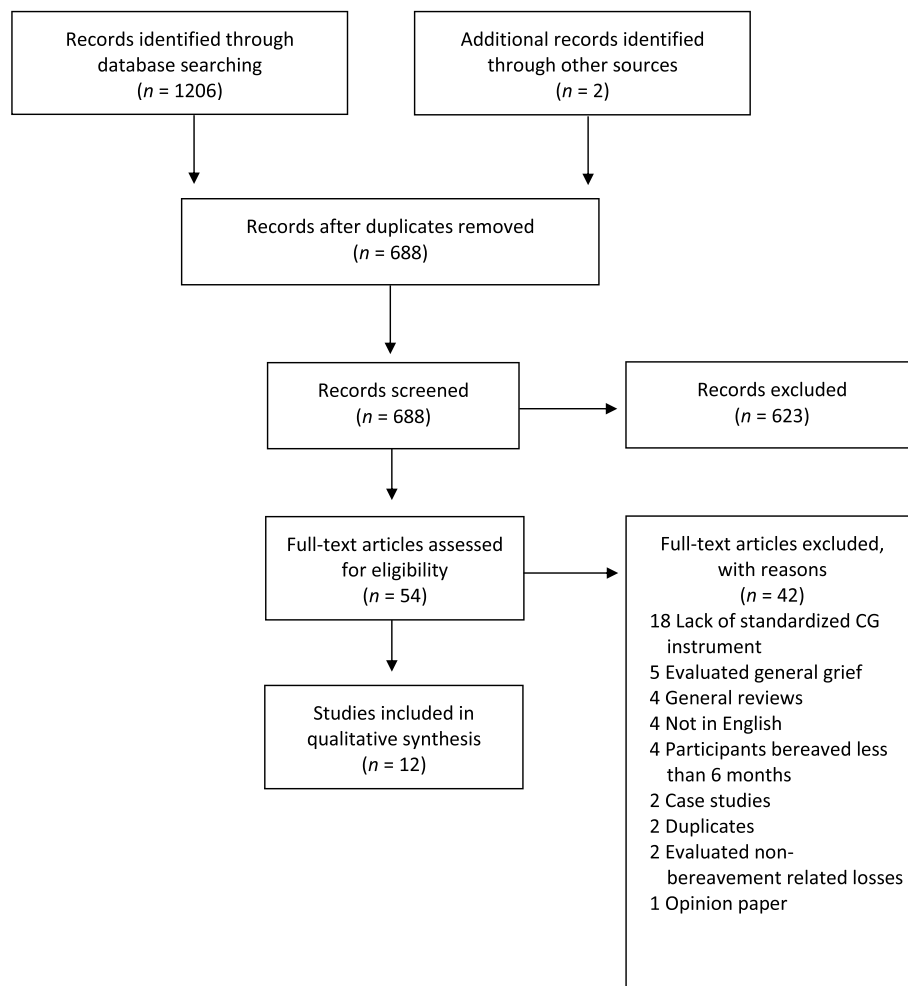 Records identified through
database searching
(n = 1206)
Additional records identified
through other sources
(n = 2)
Records after duplicates removed
(n = 688)
Records screened
(n = 688)
Records excluded
(n = 623)
Full-text articles assessed
for eligibility
(n = 54)
Full-text articles excluded,
with reasons
(n = 42)
18 Lack of standardized CG
instrument
5 Evaluated general grief
4 General reviews
4 Not in English
4 Participants bereaved less
than 6 months
2 Case studies
2 Duplicates
2 Evaluated non-
bereavement related losses
1 Opinion paper
Studies included in
qualitative synthesis
(n = 12)